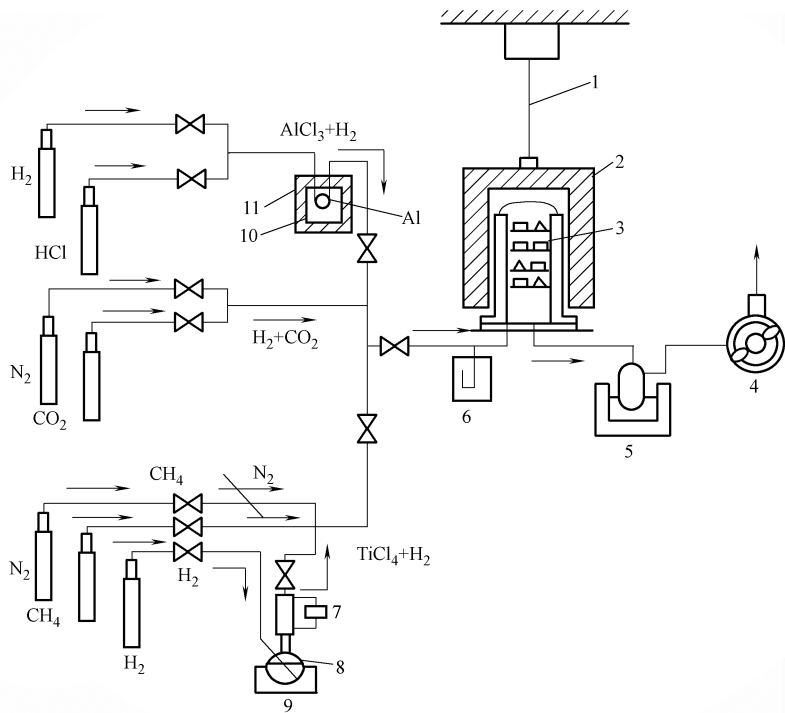 1
AlCl₃+H₂
2
H₂
11
Al
3
10
HCl
H₂+CO₂
N₂
4
CO₂
6
5
CH₄
N₂
TiCl₄+H₂
N₂
H₂
CH₄
7
H₂
8
9